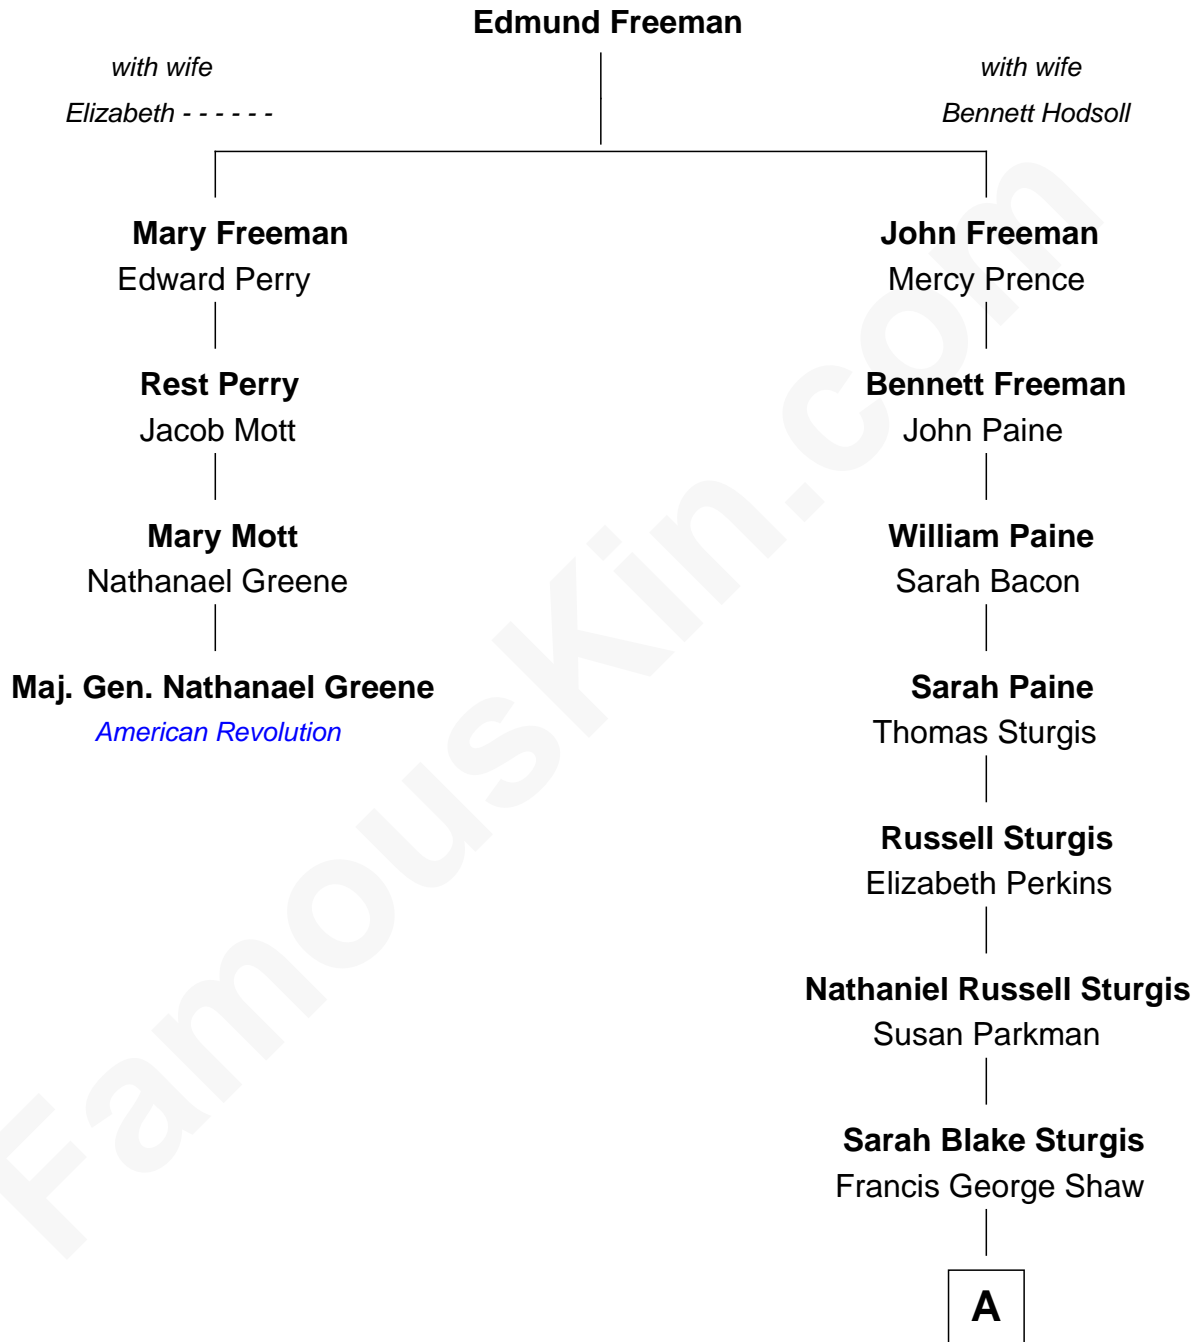 Edmund Freeman
with wife
Elizabeth - - - - - -
with wife
Bennett Hodsoll
Mary Freeman
Edward Perry
Rest Perry
Jacob Mott
Mary Mott
Nathanael Greene
Maj. Gen. Nathanael Greene
American Revolution
John Freeman
Mercy Prence
Bennett Freeman
John Paine
William Paine
Sarah Bacon
Sarah Paine
Thomas Sturgis
Russell Sturgis
Elizabeth Perkins
Nathaniel Russell Sturgis
Susan Parkman
Sarah Blake Sturgis
Francis George Shaw
A
FamousKin.com